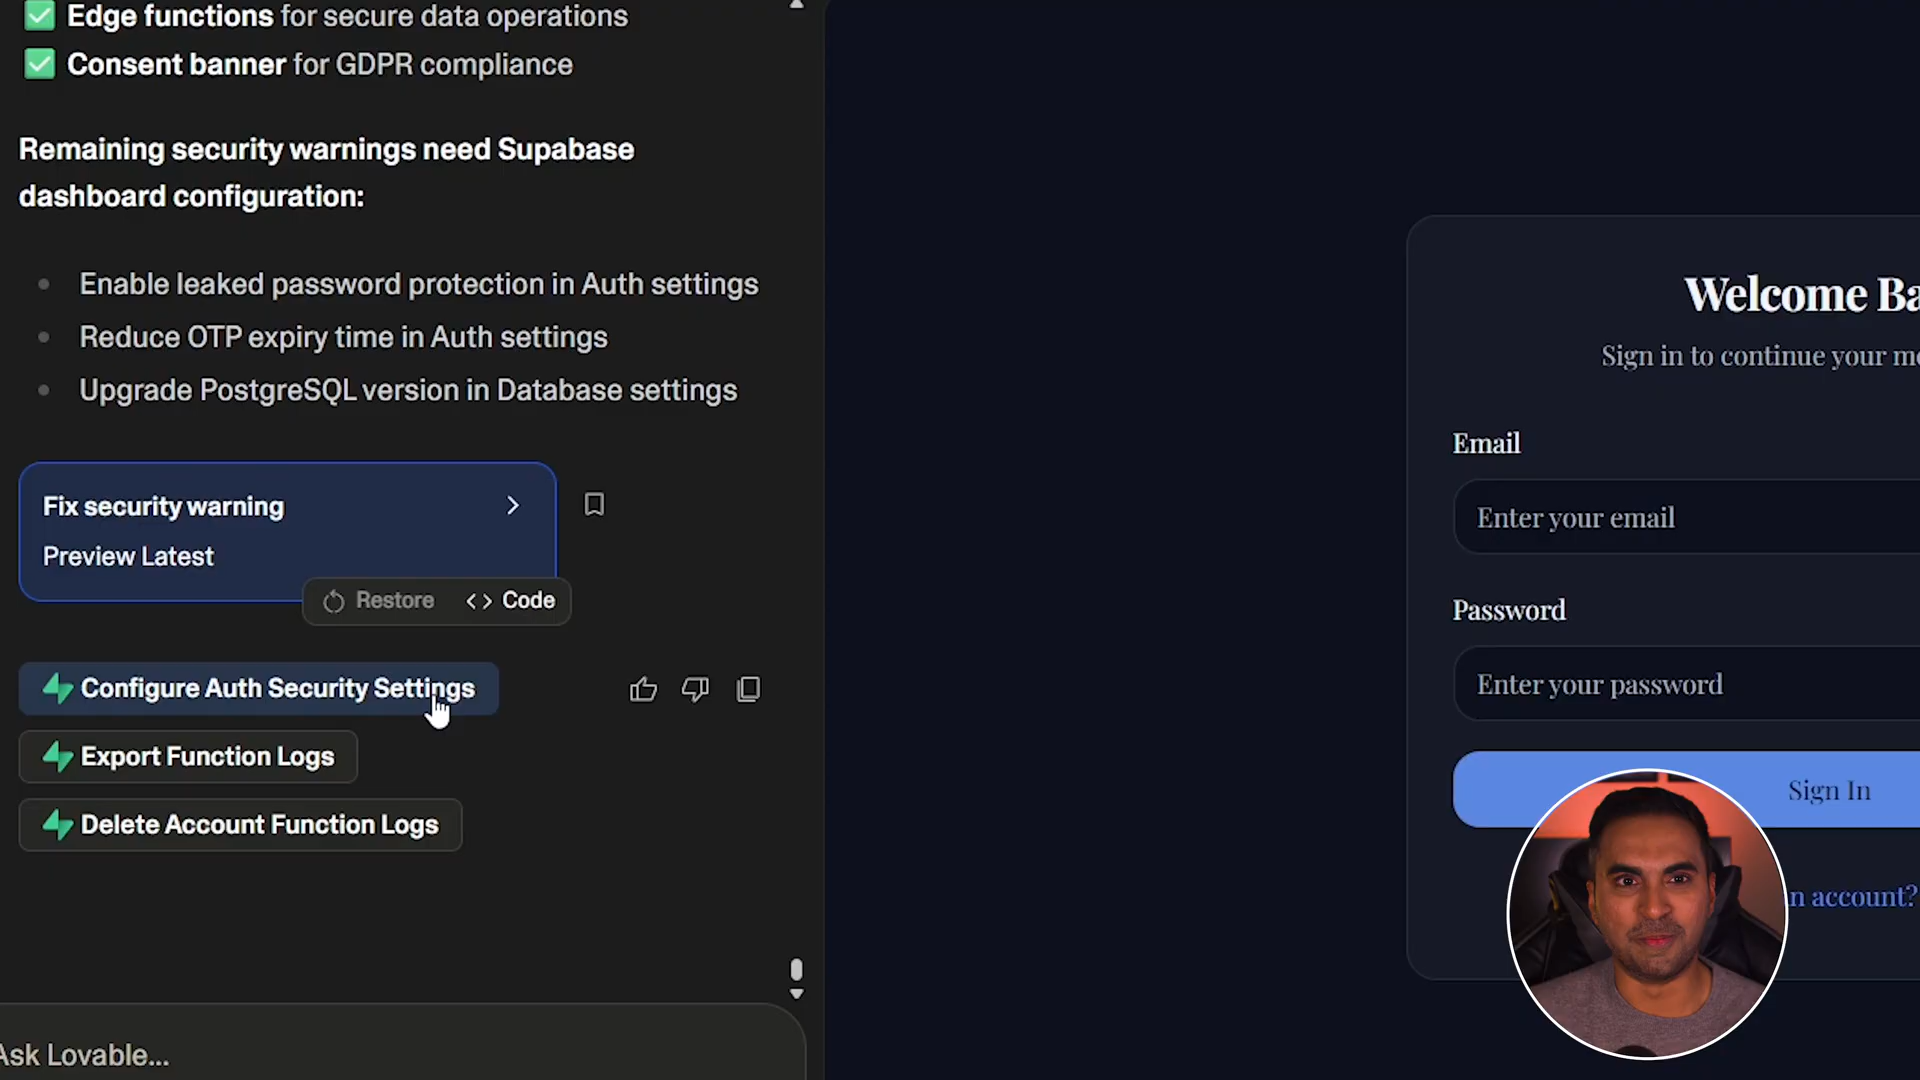 Edge functions for secure data operations
Consent banner for GDPR compliance
Remaining security warnings need Supabase
dashboard configuration:
Enable leaked password protection in Auth settings
Reduce OTP expiry time in Auth settings
Upgrade PostgreSQL version in Database settings
Fix security warning
Preview Latest
Restore
Code
Configure Auth Security Settings
Export Function Logs
Delete Account Function Logs
Ask Lovable...
Welcome Ba
Sign in to continue your m
Email
Enter your email
Password
Enter your password
Sign In
n account?